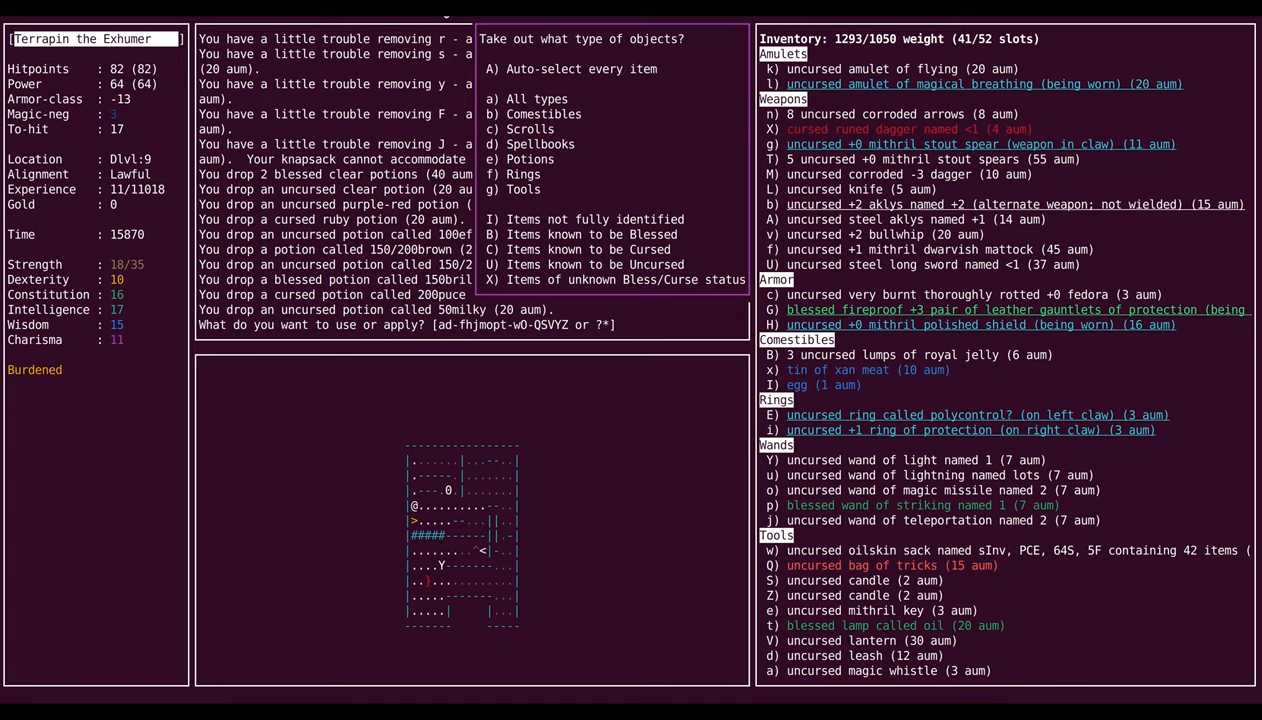 [Terrapin the Exhumer ]
Hitpoints : 82 (82)
Power : 64 (64)
Armor-class : -13
Magic-neg : 3
To-hit : 17
Location : Dlvl:9
Alignment : Lawful
Experience : 11/11018
Gold : 0
Time : 15870
Strength : 18/35
Dexterity : 10
Constitution : 16
Intelligence : 17
Wisdom : 15
Charisma : 11
Burdened
You have a little trouble removing r - a
You have a little trouble removing s - a
(20 aum).
You have a little trouble removing y - a
aum).
You have a little trouble removing F - a
aum).
You have a little trouble removing J - a
aum). Your knapsack cannot accommodate
You drop 2 blessed clear potions (40 aum
You drop an uncursed clear potion (20 au
You drop an uncursed purple-red potion (
You drop a cursed ruby potion (20 aum).
You drop an uncursed potion called 100ef
You drop a potion called 150/200brown (2
You drop an uncursed potion called 150/2
You drop a blessed potion called 150bril
You drop a cursed potion called 200puce
You drop an uncursed potion called 50milky (20 aum).
What do you want to use or apply? [ad-fhjmopt-wO-QSVYZ or ?*]
Take out what type of objects?
A) Auto-select every item
a) All types
b) Comestibles
c) Scrolls
d) Spellbooks
e) Potions
f) Rings
g) Tools
I) Items not fully identified
B) Items known to be Blessed
C) Items known to be Cursed
U) Items known to be Uncursed
X) Items of unknown Bless/Curse status
----------------
|.......|...--..|
|.-----.|.......|
|.---.0.|.......|
|@..........--..|
|>.....--...||..|
|#####------||.-|
|.........^<|-..|
|....Y-------...|
|..}............|
|.....-------...|
|.....|    |...|
-------    -----
Inventory: 1293/1050 weight (41/52 slots)
Amulets
k) uncursed amulet of flying (20 aum)
l) uncursed amulet of magical breathing (being worn) (20 aum)
Weapons
n) 8 uncursed corroded arrows (8 aum)
X) cursed runed dagger named <1 (4 aum)
g) uncursed +0 mithril stout spear (weapon in claw) (11 aum)
T) 5 uncursed +0 mithril stout spears (55 aum)
M) uncursed corroded -3 dagger (10 aum)
L) uncursed knife (5 aum)
b) uncursed +2 aklys named +2 (alternate weapon; not wielded) (15 aum)
A) uncursed steel aklys named +1 (14 aum)
v) uncursed +2 bullwhip (20 aum)
f) uncursed +1 mithril dwarvish mattock (45 aum)
U) uncursed steel long sword named <1 (37 aum)
Armor
c) uncursed very burnt thoroughly rotted +0 fedora (3 aum)
G) blessed fireproof +3 pair of leather gauntlets of protection (being
H) uncursed +0 mithril polished shield (being worn) (16 aum)
Comestibles
B) 3 uncursed lumps of royal jelly (6 aum)
x) tin of xan meat (10 aum)
I) egg (1 aum)
Rings
E) uncursed ring called polycontrol? (on left claw) (3 aum)
i) uncursed +1 ring of protection (on right claw) (3 aum)
Wands
Y) uncursed wand of light named 1 (7 aum)
u) uncursed wand of lightning named lots (7 aum)
o) uncursed wand of magic missile named 2 (7 aum)
p) blessed wand of striking named 1 (7 aum)
j) uncursed wand of teleportation named 2 (7 aum)
Tools
w) uncursed oilskin sack named sInv, PCE, 64S, 5F containing 42 items (
Q) uncursed bag of tricks (15 aum)
S) uncursed candle (2 aum)
Z) uncursed candle (2 aum)
e) uncursed mithril key (3 aum)
t) blessed lamp called oil (20 aum)
V) uncursed lantern (30 aum)
d) uncursed leash (12 aum)
a) uncursed magic whistle (3 aum)